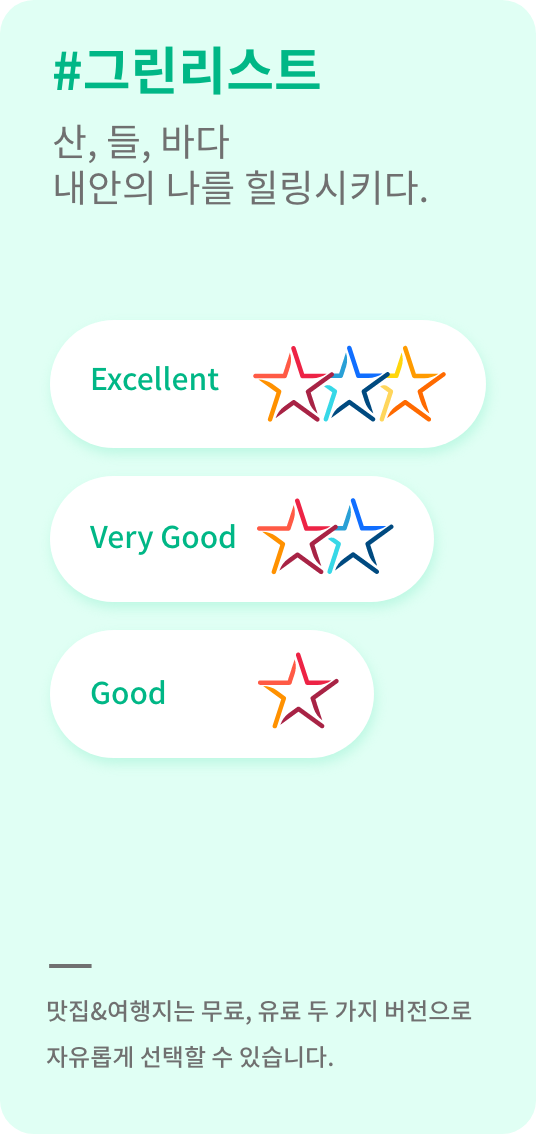 #그린리스트
산, 들, 바다
내안의 나를 힐링시키다.
Excellent
Very Good
Good
맛집&여행지는 무료, 유료 두 가지 버전으로
자유롭게 선택할 수 있습니다.